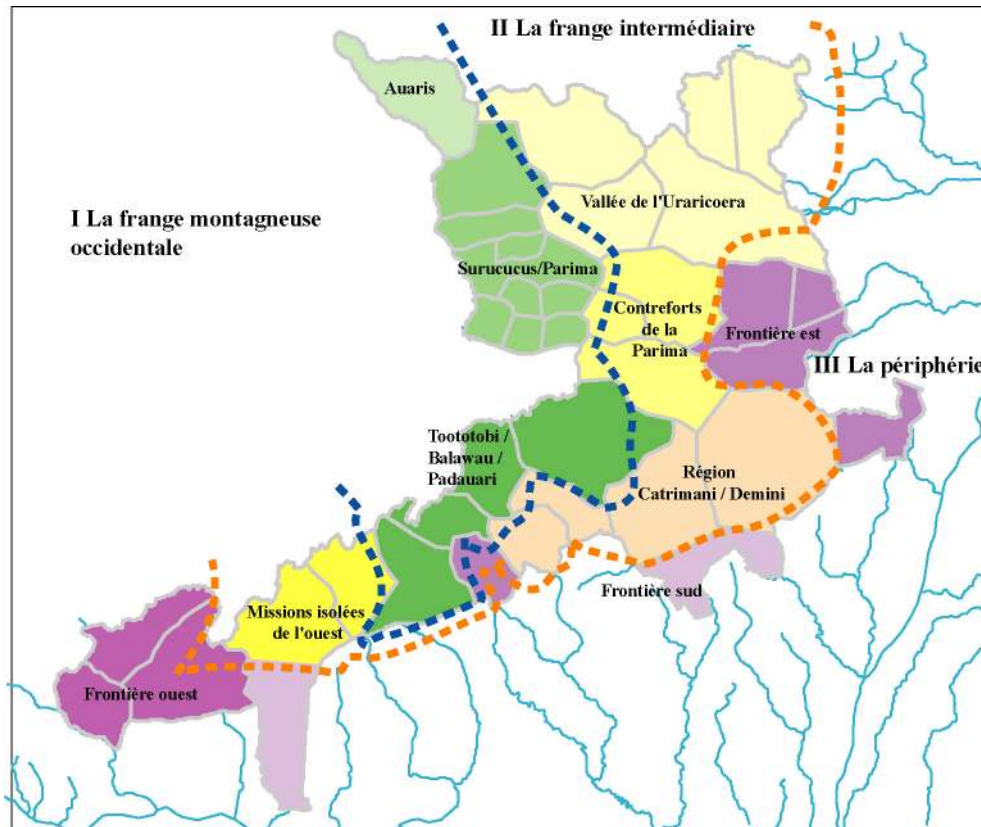 II La frange intermédiaire
Auaris
I La frange montagneuse
occidentale
Vallée de l'Uraricoera
Surucucus/Parima
Contreforts
de la
Parima
Frontière est
III La périphérie
Toototobi /
Balawau /
Padauari
Région
Catrimani / Demini
Frontière sud
Missions isolées
de l'ouest
Frontière ouest